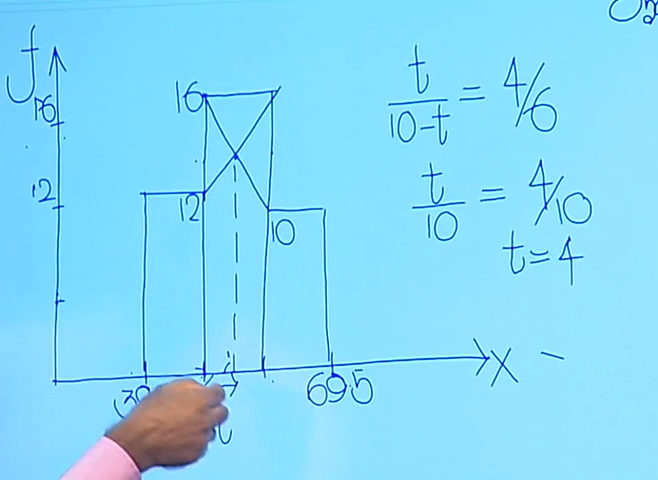 f
16
16
12
12
10
t/10-t = 4/6
t/10 = 4/10
t=4
69.5
x